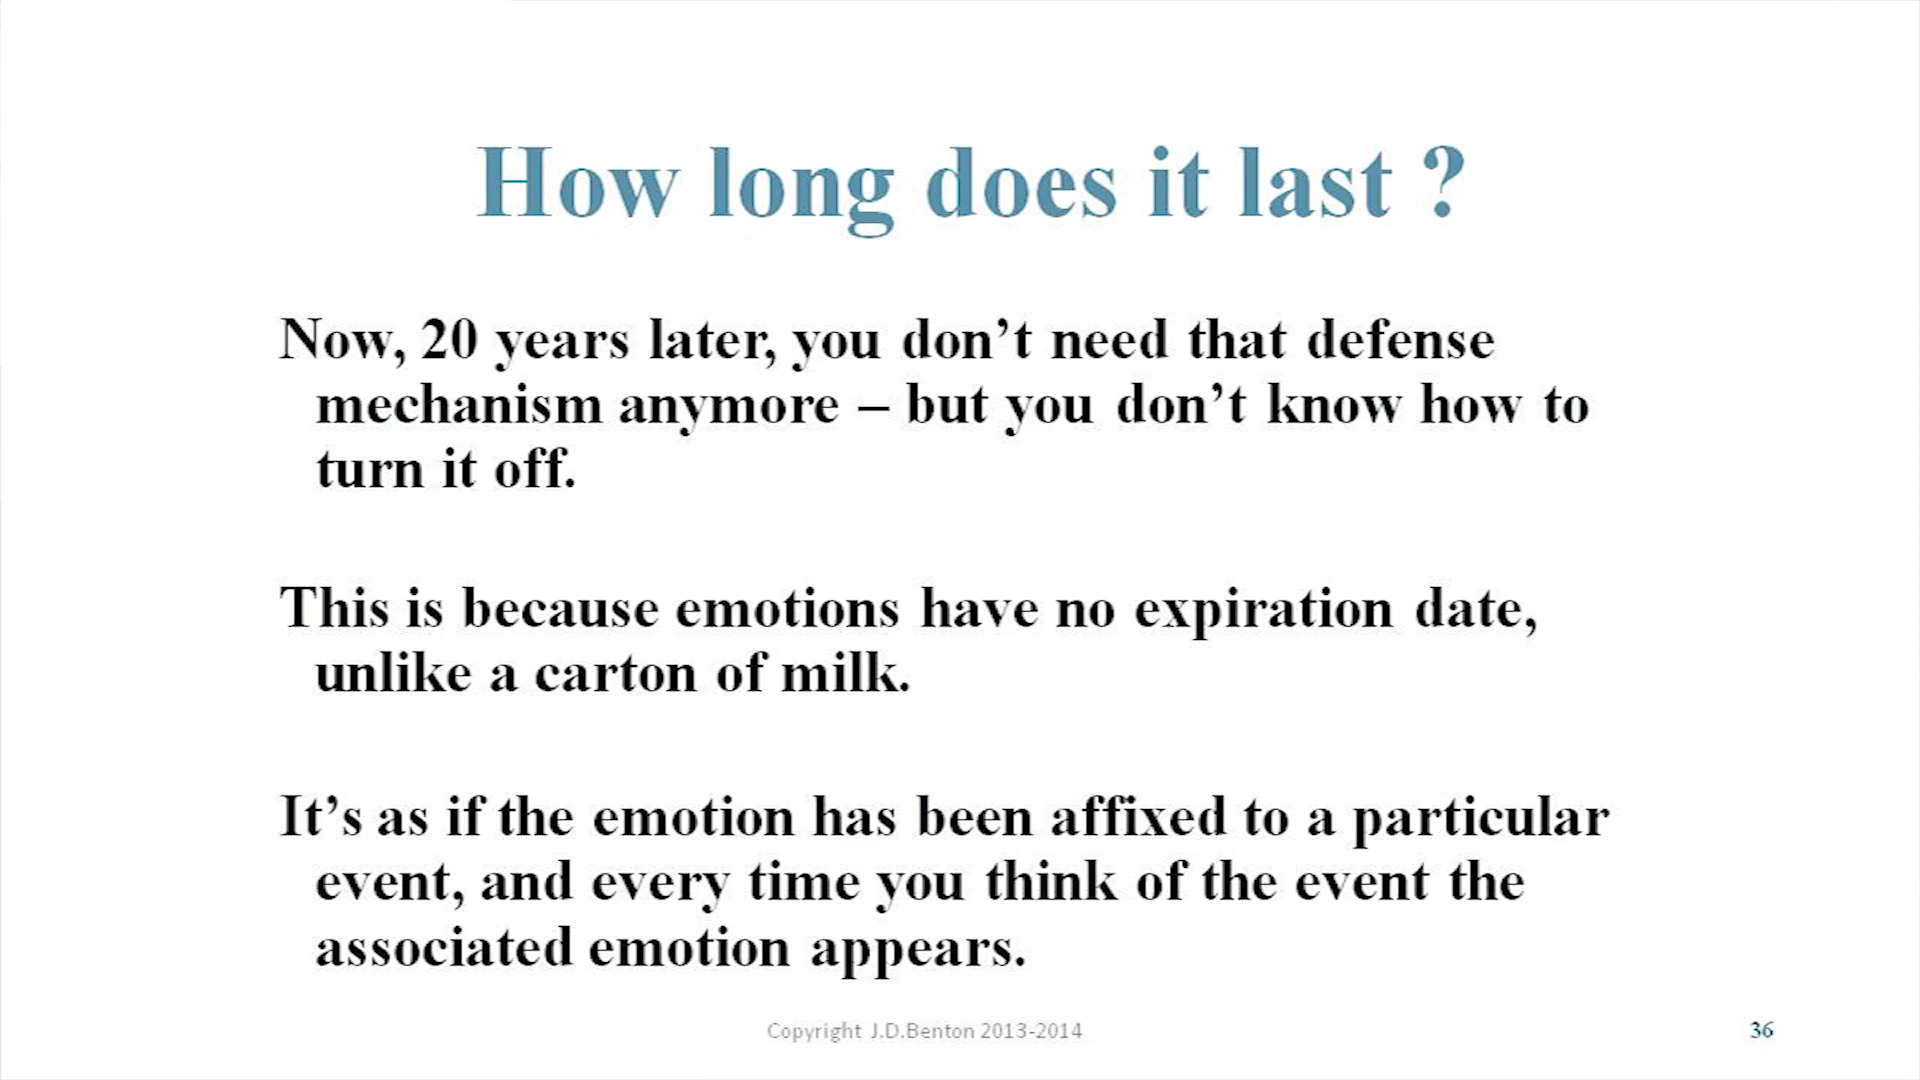 How long does it last ?
Now, 20 years later, you don’t need that defense
mechanism anymore – but you don’t know how to
turn it off.
This is because emotions have no expiration date,
unlike a carton of milk.
It’s as if the emotion has been affixed to a particular
event, and every time you think of the event the
associated emotion appears.
Copyright J.D.Benton 2013-2014
36